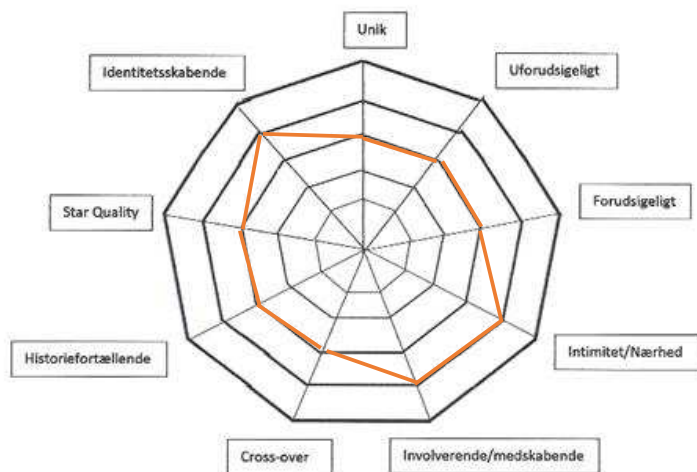 Unik
Identitetsskabende
Uforudsigeligt
Star Quality
Forudsigeligt
Historiefortællende
Intimitet/Nærhed
Cross-over
Involverende/medskabende